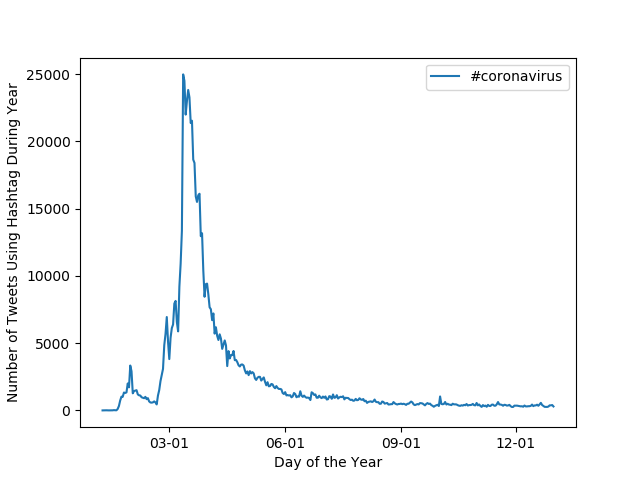 #coronavirus
Number of Tweets Using Hashtag During Year
25000
20000
15000
10000
5000
0
03-01 06-01 09-01 12-01
Day of the Year